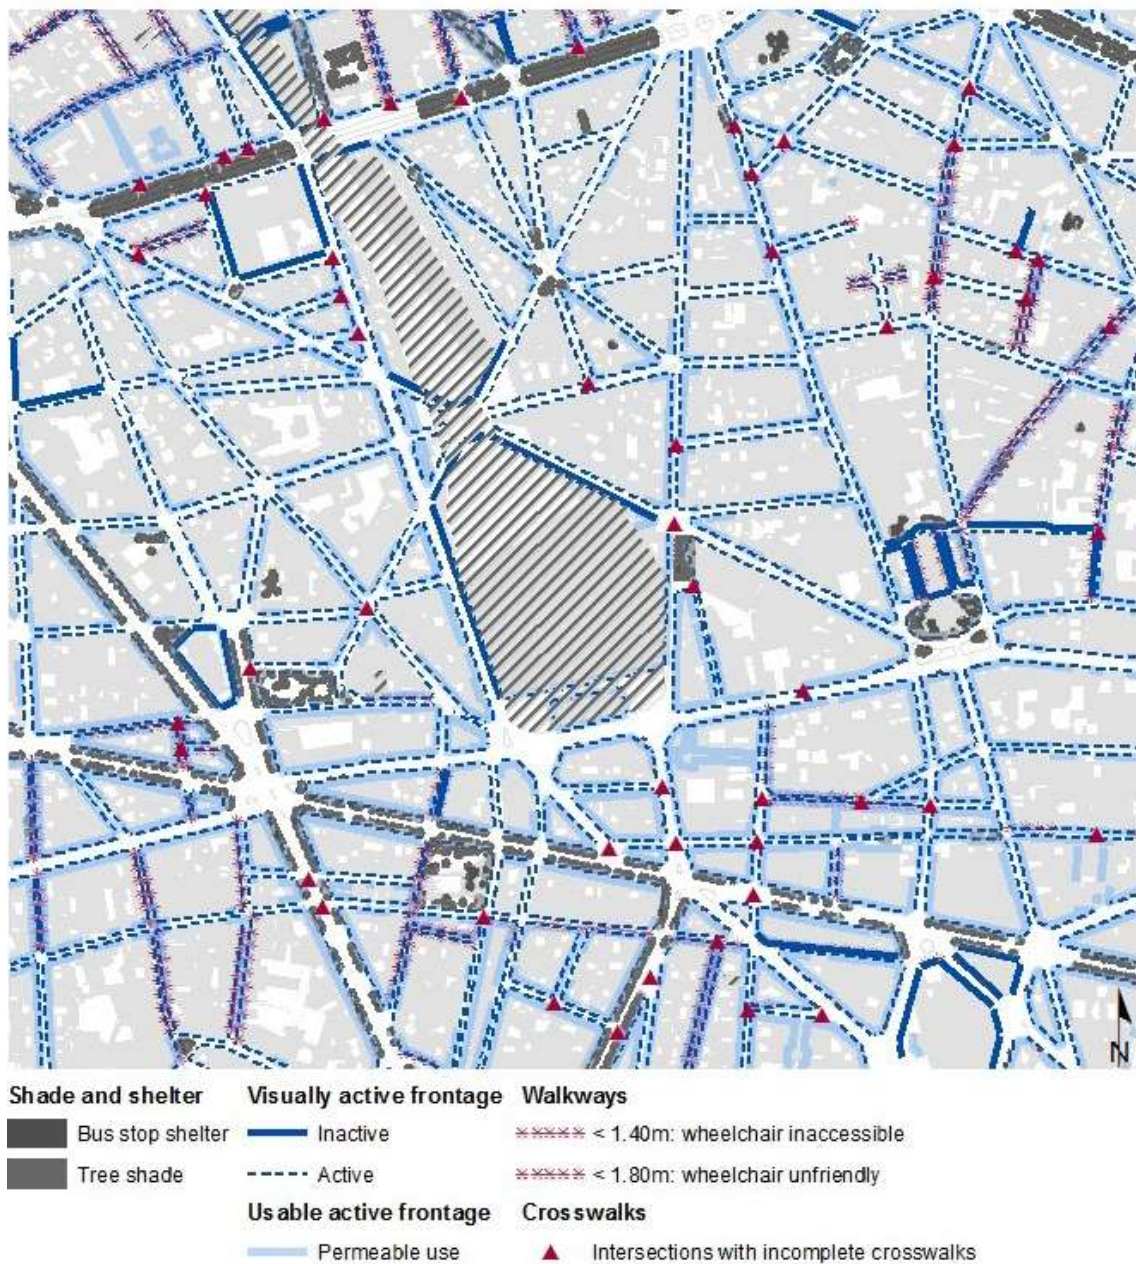 N
Shade and shelter Visually active frontage Walkways
Bus stop shelter Inactive < 1.40m: wheelchair inaccessible
Tree shade Active < 1.80m: wheelchair unfriendly
Usable active frontage Crosswalks
Permeable use Intersections with incomplete crosswalks